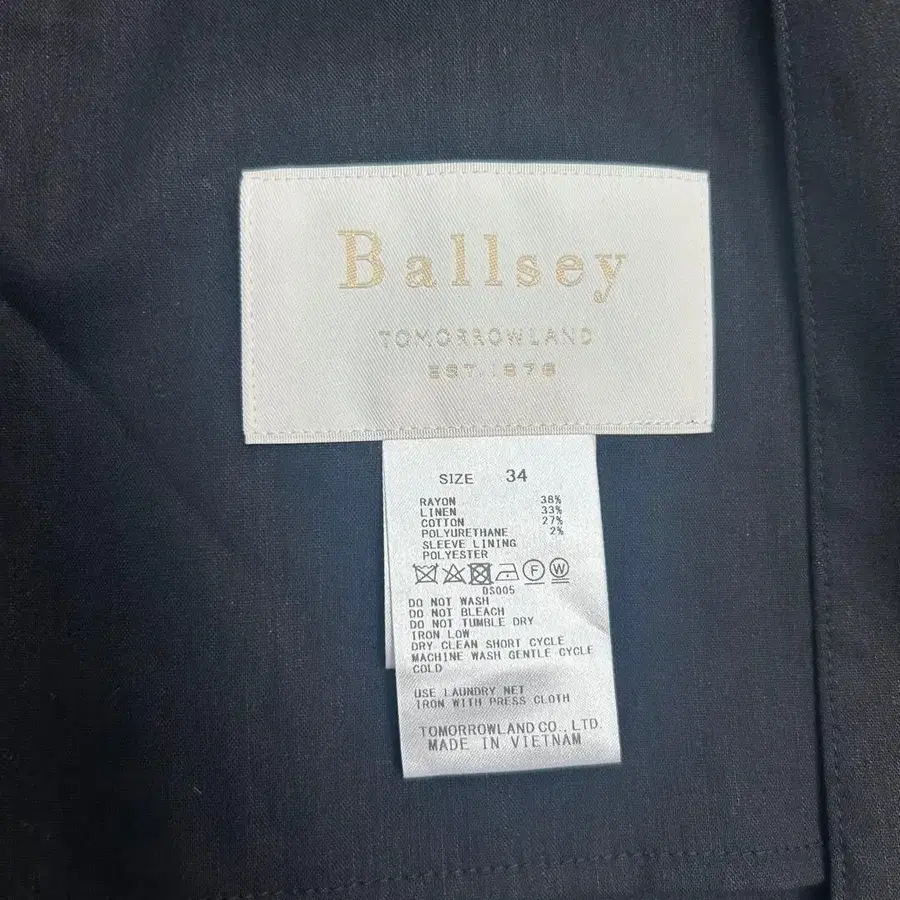 Ballsey
TOMORROWLAND
EST.1978
SIZE 34
RAYON 38%
LINEN 33%
COTTON 27%
POLYURETHANE 2%
SLEEVE LINING
POLYESTER
F W
DS005
DO NOT WASH
DO NOT BLEACH
DO NOT TUMBLE DRY
IRON LOW
DRY CLEAN SHORT CYCLE
MACHINE WASH GENTLE CYCLE
COLD
USE LAUNDRY NET
IRON WITH PRESS CLOTH
TOMORROWLAND CO., LTD.
MADE IN VIETNAM